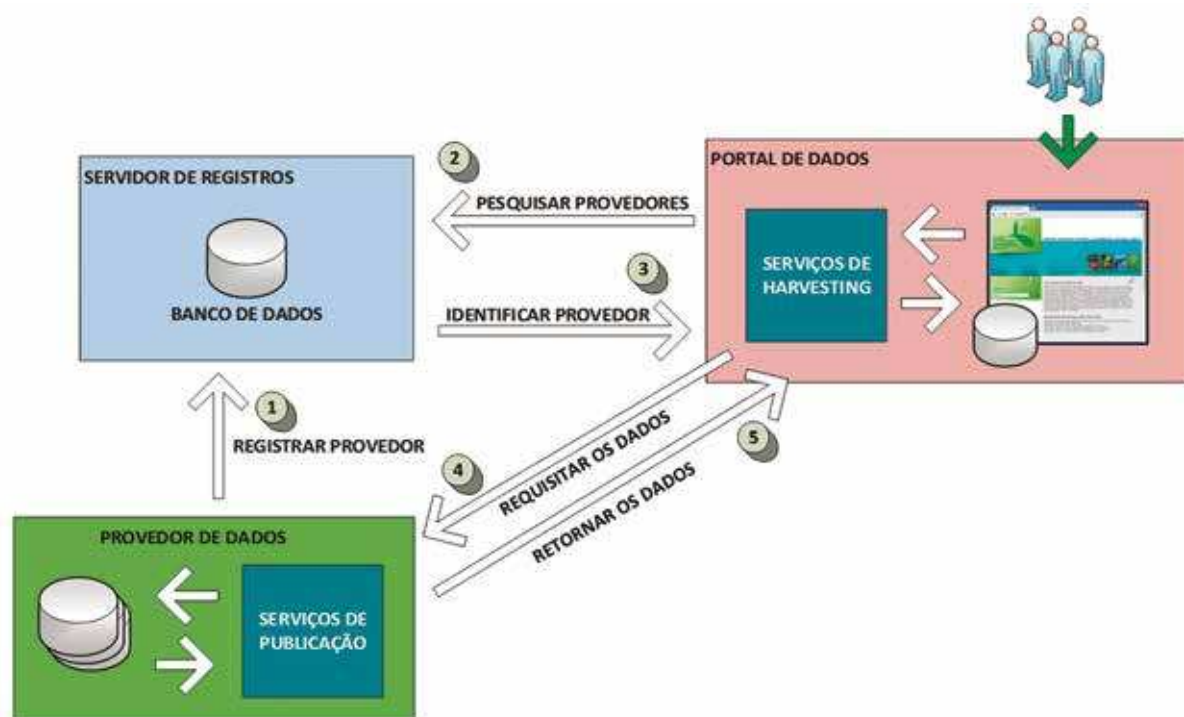 SERVIDOR DE REGISTROS
BANCO DE DADOS
2
PESQUISAR PROVEDORES
3
IDENTIFICAR PROVEDOR
PORTAL DE DADOS
SERVIÇOS DE
HARVESTING
1
REGISTRAR PROVEDOR
4
REQUISITAR OS DADOS
5
RETORNAR OS DADOS
PROVEDOR DE DADOS
SERVIÇOS DE
PUBLICAÇÃO